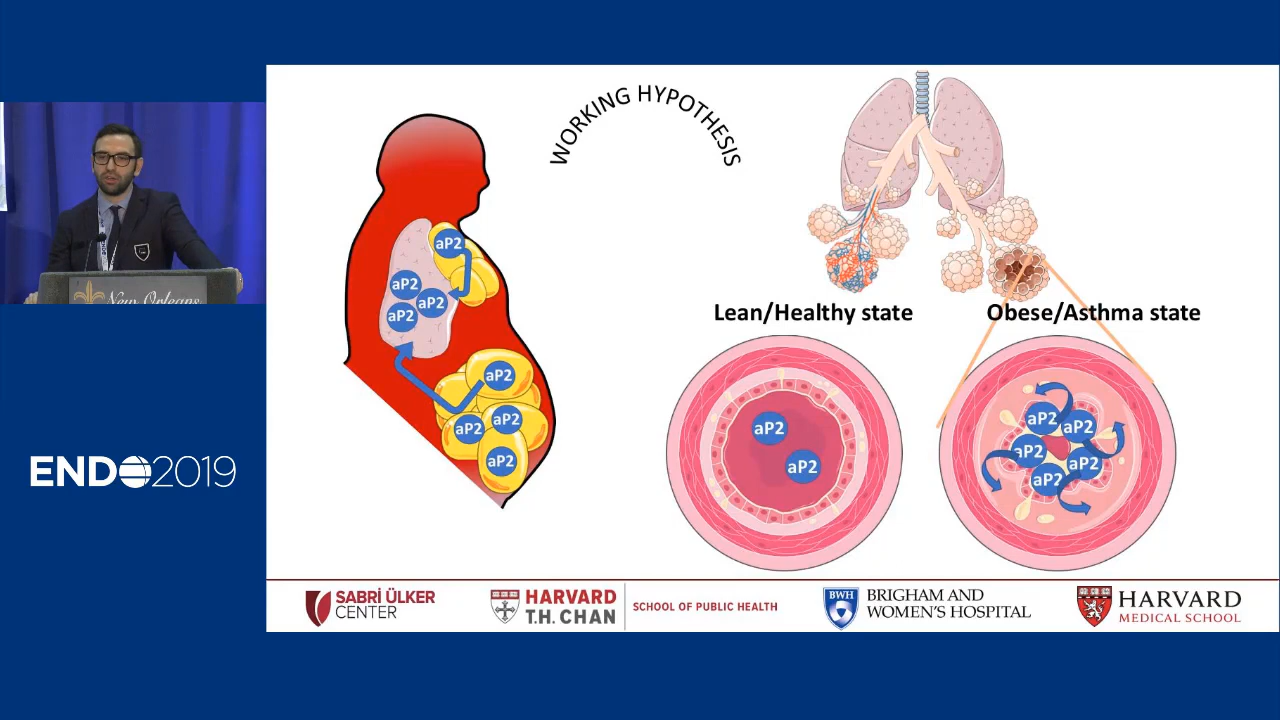 WORKING HYPOTHESIS
aP2
aP2
aP2
aP2
aP2
aP2
aP2
aP2
Lean/Healthy state
Obese/Asthma state
aP2
aP2
aP2
aP2
aP2
aP2
aP2
New Orleans
ENDO2019
SABRİ ÜLKER
CENTER
HARVARD
T.H. CHAN
SCHOOL OF PUBLIC HEALTH
BWH
BRIGHAM AND
WOMEN'S HOSPITAL
HARVARD
MEDICAL SCHOOL